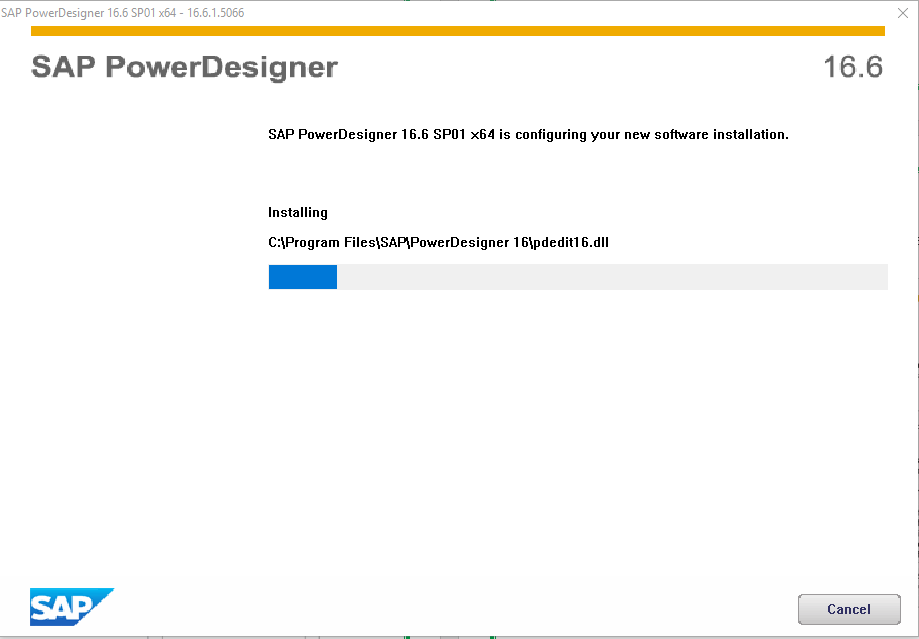 SAP PowerDesigner 16.6 SP01 x64 - 16.6.1.5066
SAP PowerDesigner 16.6
SAP PowerDesigner 16.6 SP01 x64 is configuring your new software installation.
Installing
C:\Program Files\SAP\PowerDesigner 16\pdedit16.dll
SAP
Cancel